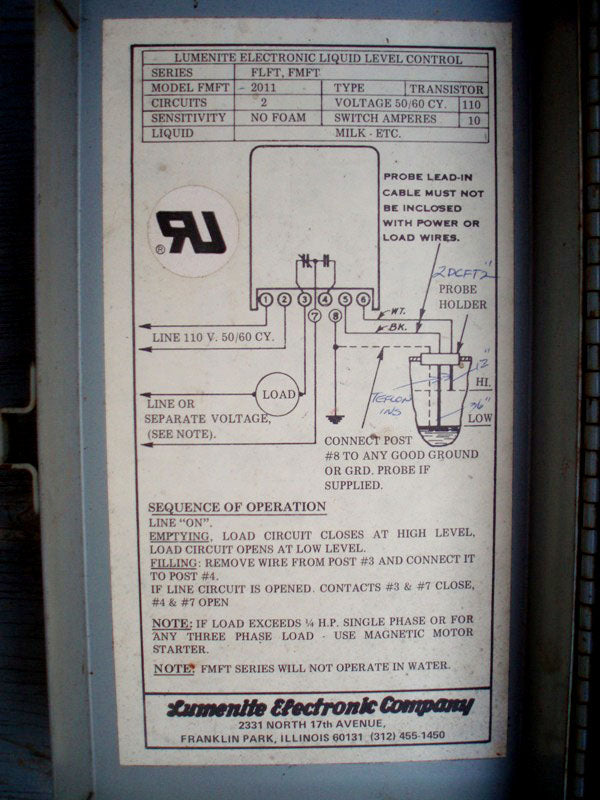 LUMENITE ELECTRONIC LIQUID LEVEL CONTROL
SERIES FLFT, FMFT
MODEL FMFT - 2011 TYPE TRANSISTOR
CIRCUITS 2 VOLTAGE 50/60 CY. 110
SENSITIVITY NO FOAM SWITCH AMPERES 10
LIQUID MILK - ETC.
PROBE LEAD-IN
CABLE MUST NOT
BE INCLOSED
WITH POWER OR
LOAD WIRES.
RU ®
2DCFT2"
PROBE
HOLDER
1 2 3 4 5 6
7 8
WT.
BK.
LINE 110 V. 50/60 CY.
12"
HI.
LOAD
TEFLON
INS
36"
LOW
LINE OR
SEPARATE VOLTAGE,
(SEE NOTE).
CONNECT POST
#8 TO ANY GOOD GROUND
OR GRD. PROBE IF
SUPPLIED.
SEQUENCE OF OPERATION
LINE "ON".
EMPTYING, LOAD CIRCUIT CLOSES AT HIGH LEVEL,
LOAD CIRCUIT OPENS AT LOW LEVEL.
FILLING: REMOVE WIRE FROM POST #3 AND CONNECT IT
TO POST #4.
IF LINE CIRCUIT IS OPENED. CONTACTS #3 & #7 CLOSE,
#4 & #7 OPEN
NOTE: IF LOAD EXCEEDS ¼ H.P. SINGLE PHASE OR FOR
ANY THREE PHASE LOAD - USE MAGNETIC MOTOR
STARTER.
NOTE: FMFT SERIES WILL NOT OPERATE IN WATER.
Lumenite Electronic Company
2331 NORTH 17th AVENUE,
FRANKLIN PARK, ILLINOIS 60131 (312) 455-1450